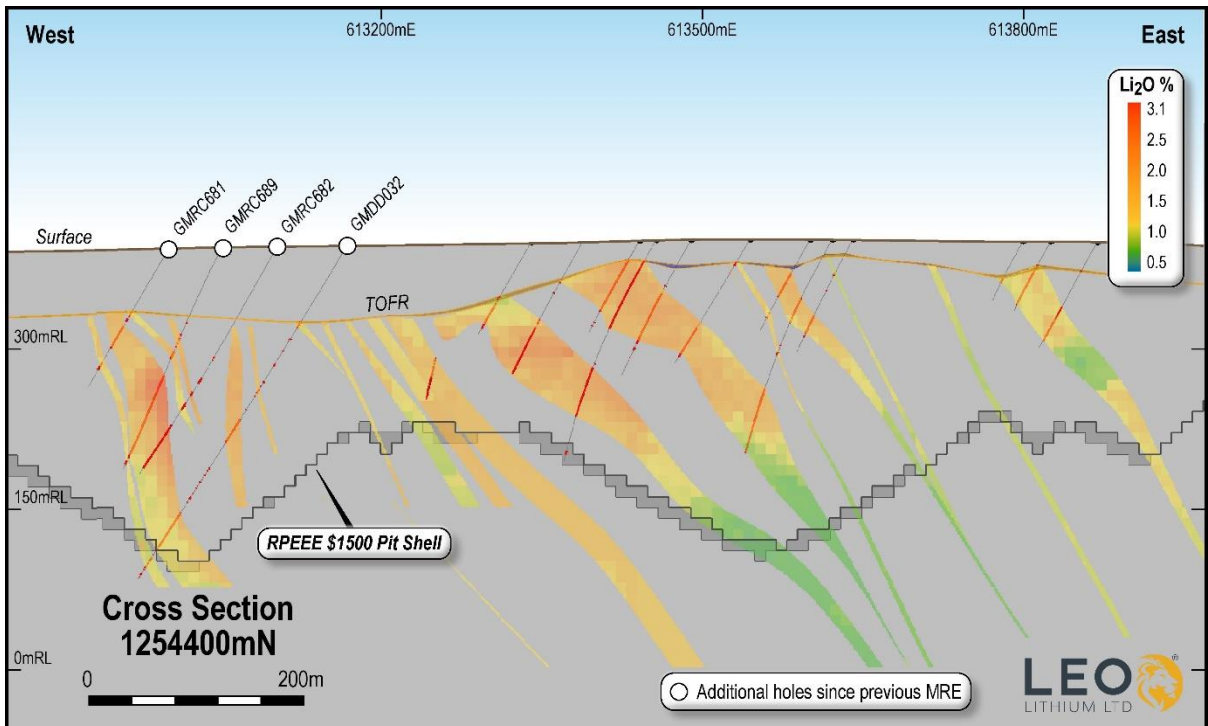 West
613200mE
613500mE
613800mE
East
Li₂O %
3.1
2.5
2.0
1.0
0.5
GMRC681
GMRC689
GMRC682
GMDD032
Surface
TOFR
300mRL
150mRL
RPEEE $1500 Pit Shell
Cross Section
1254400mN
0mRL
0
200m
Additional holes since previous MRE
LEO
LITHIUM LTD
®